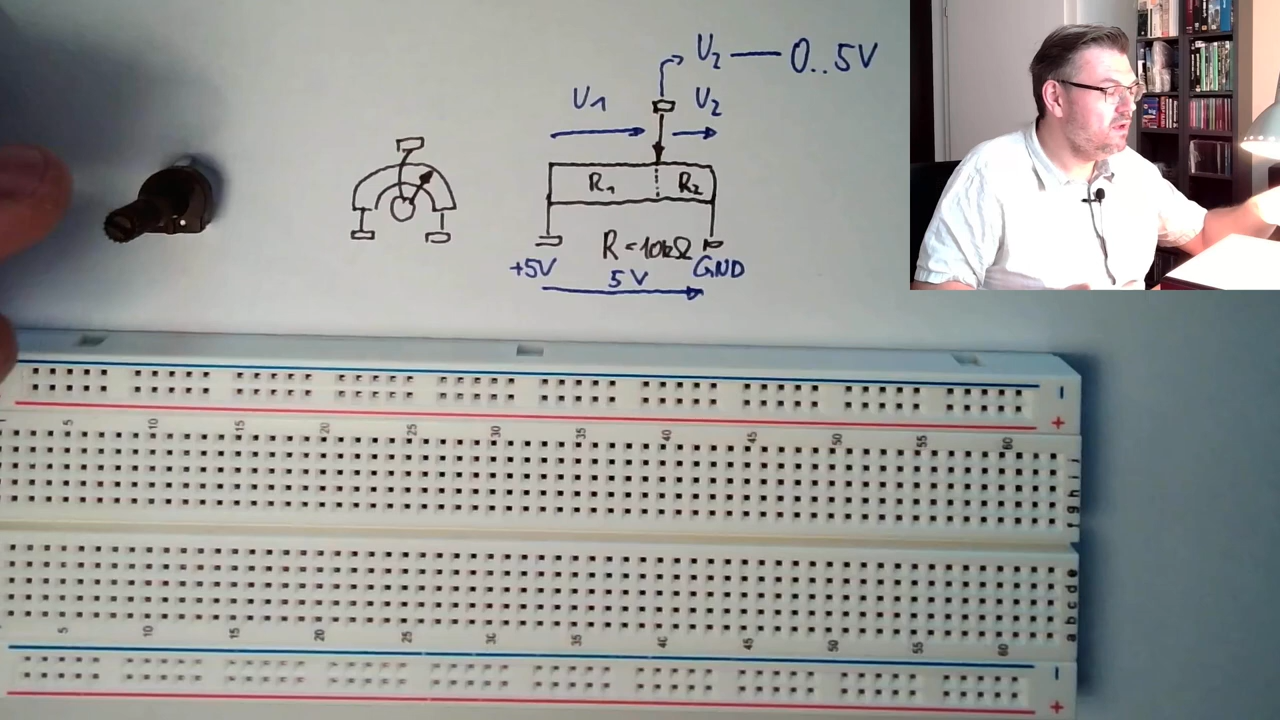 U₂ — 0..5V
U₁ U₂
R₁ R₂
R=10kΩ
+5V 5V GND
-
+
5 10 15 20 25 30 35 40 45 50 55 60
j
i
h
g
f
e
d
c
b
a
5 10 15 20 25 30 35 40 45 50 55 60
-
+